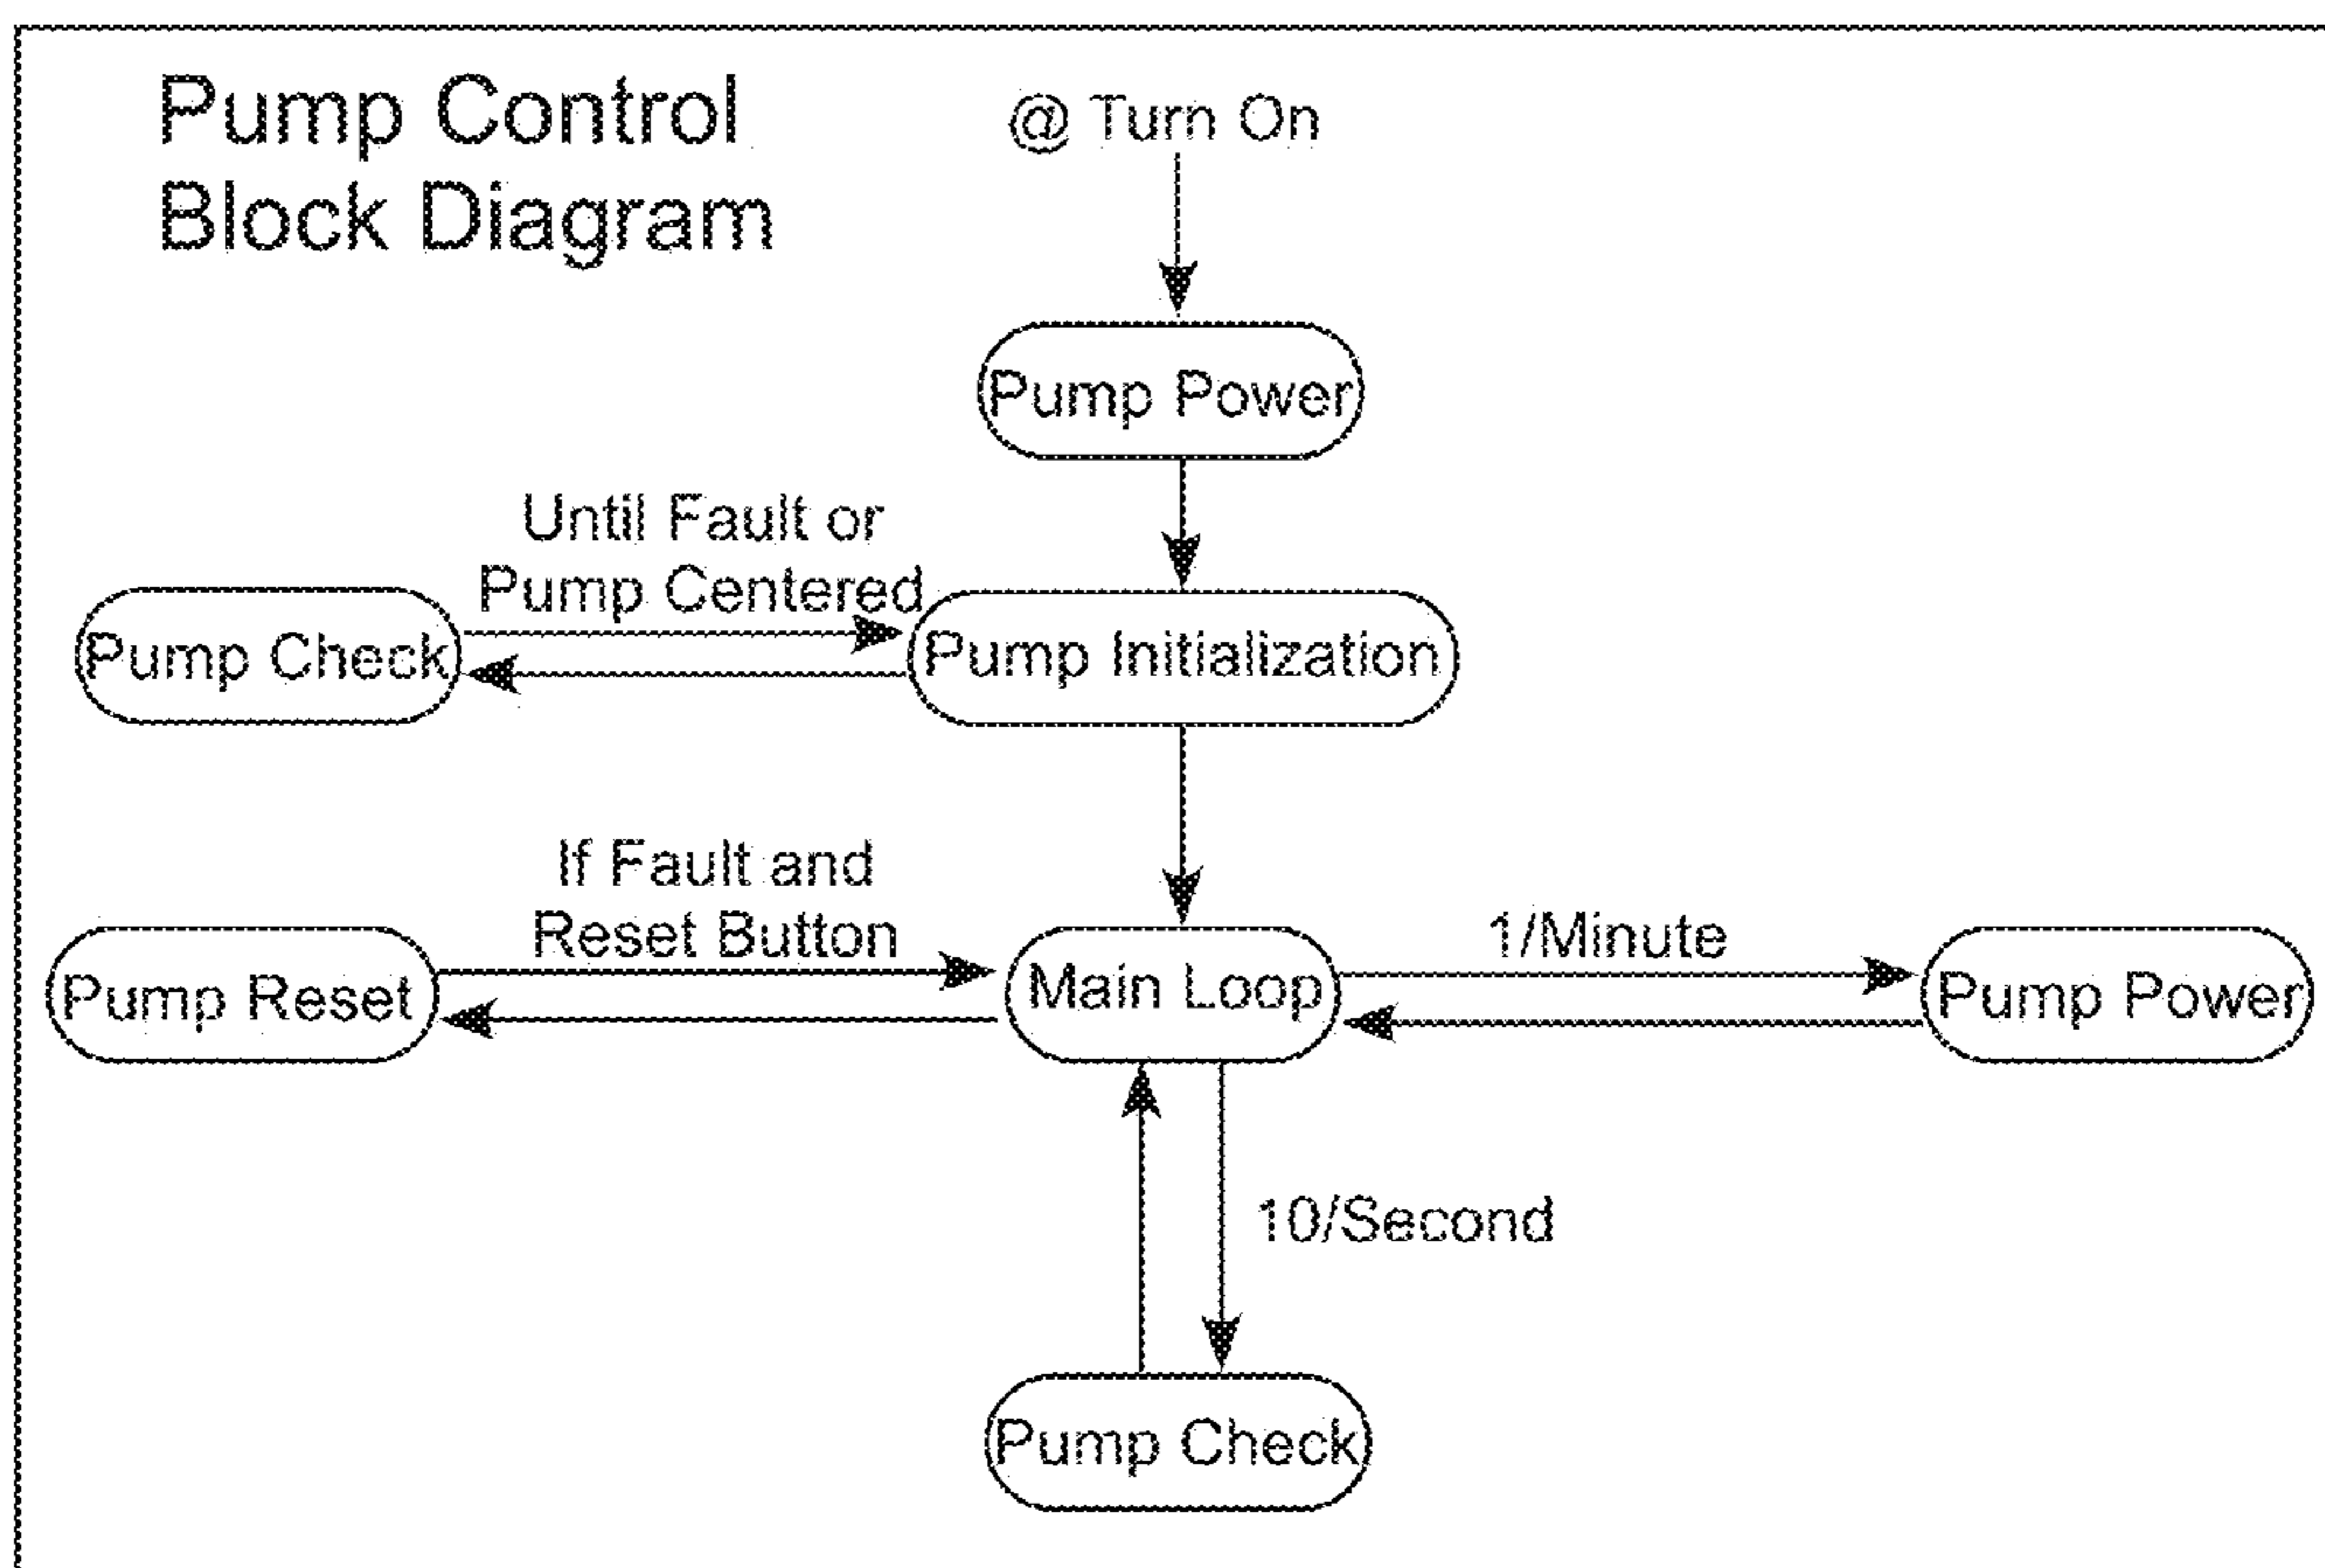 Pump Control
Block Diagram
@ Turn On
Pump Power
Until Fault or
Pump Centered
Pump Check
Pump Initialization
If Fault and
Reset Button
1/Minute
Pump Reset
Main Loop
Pump Power
10/Second
Pump Check